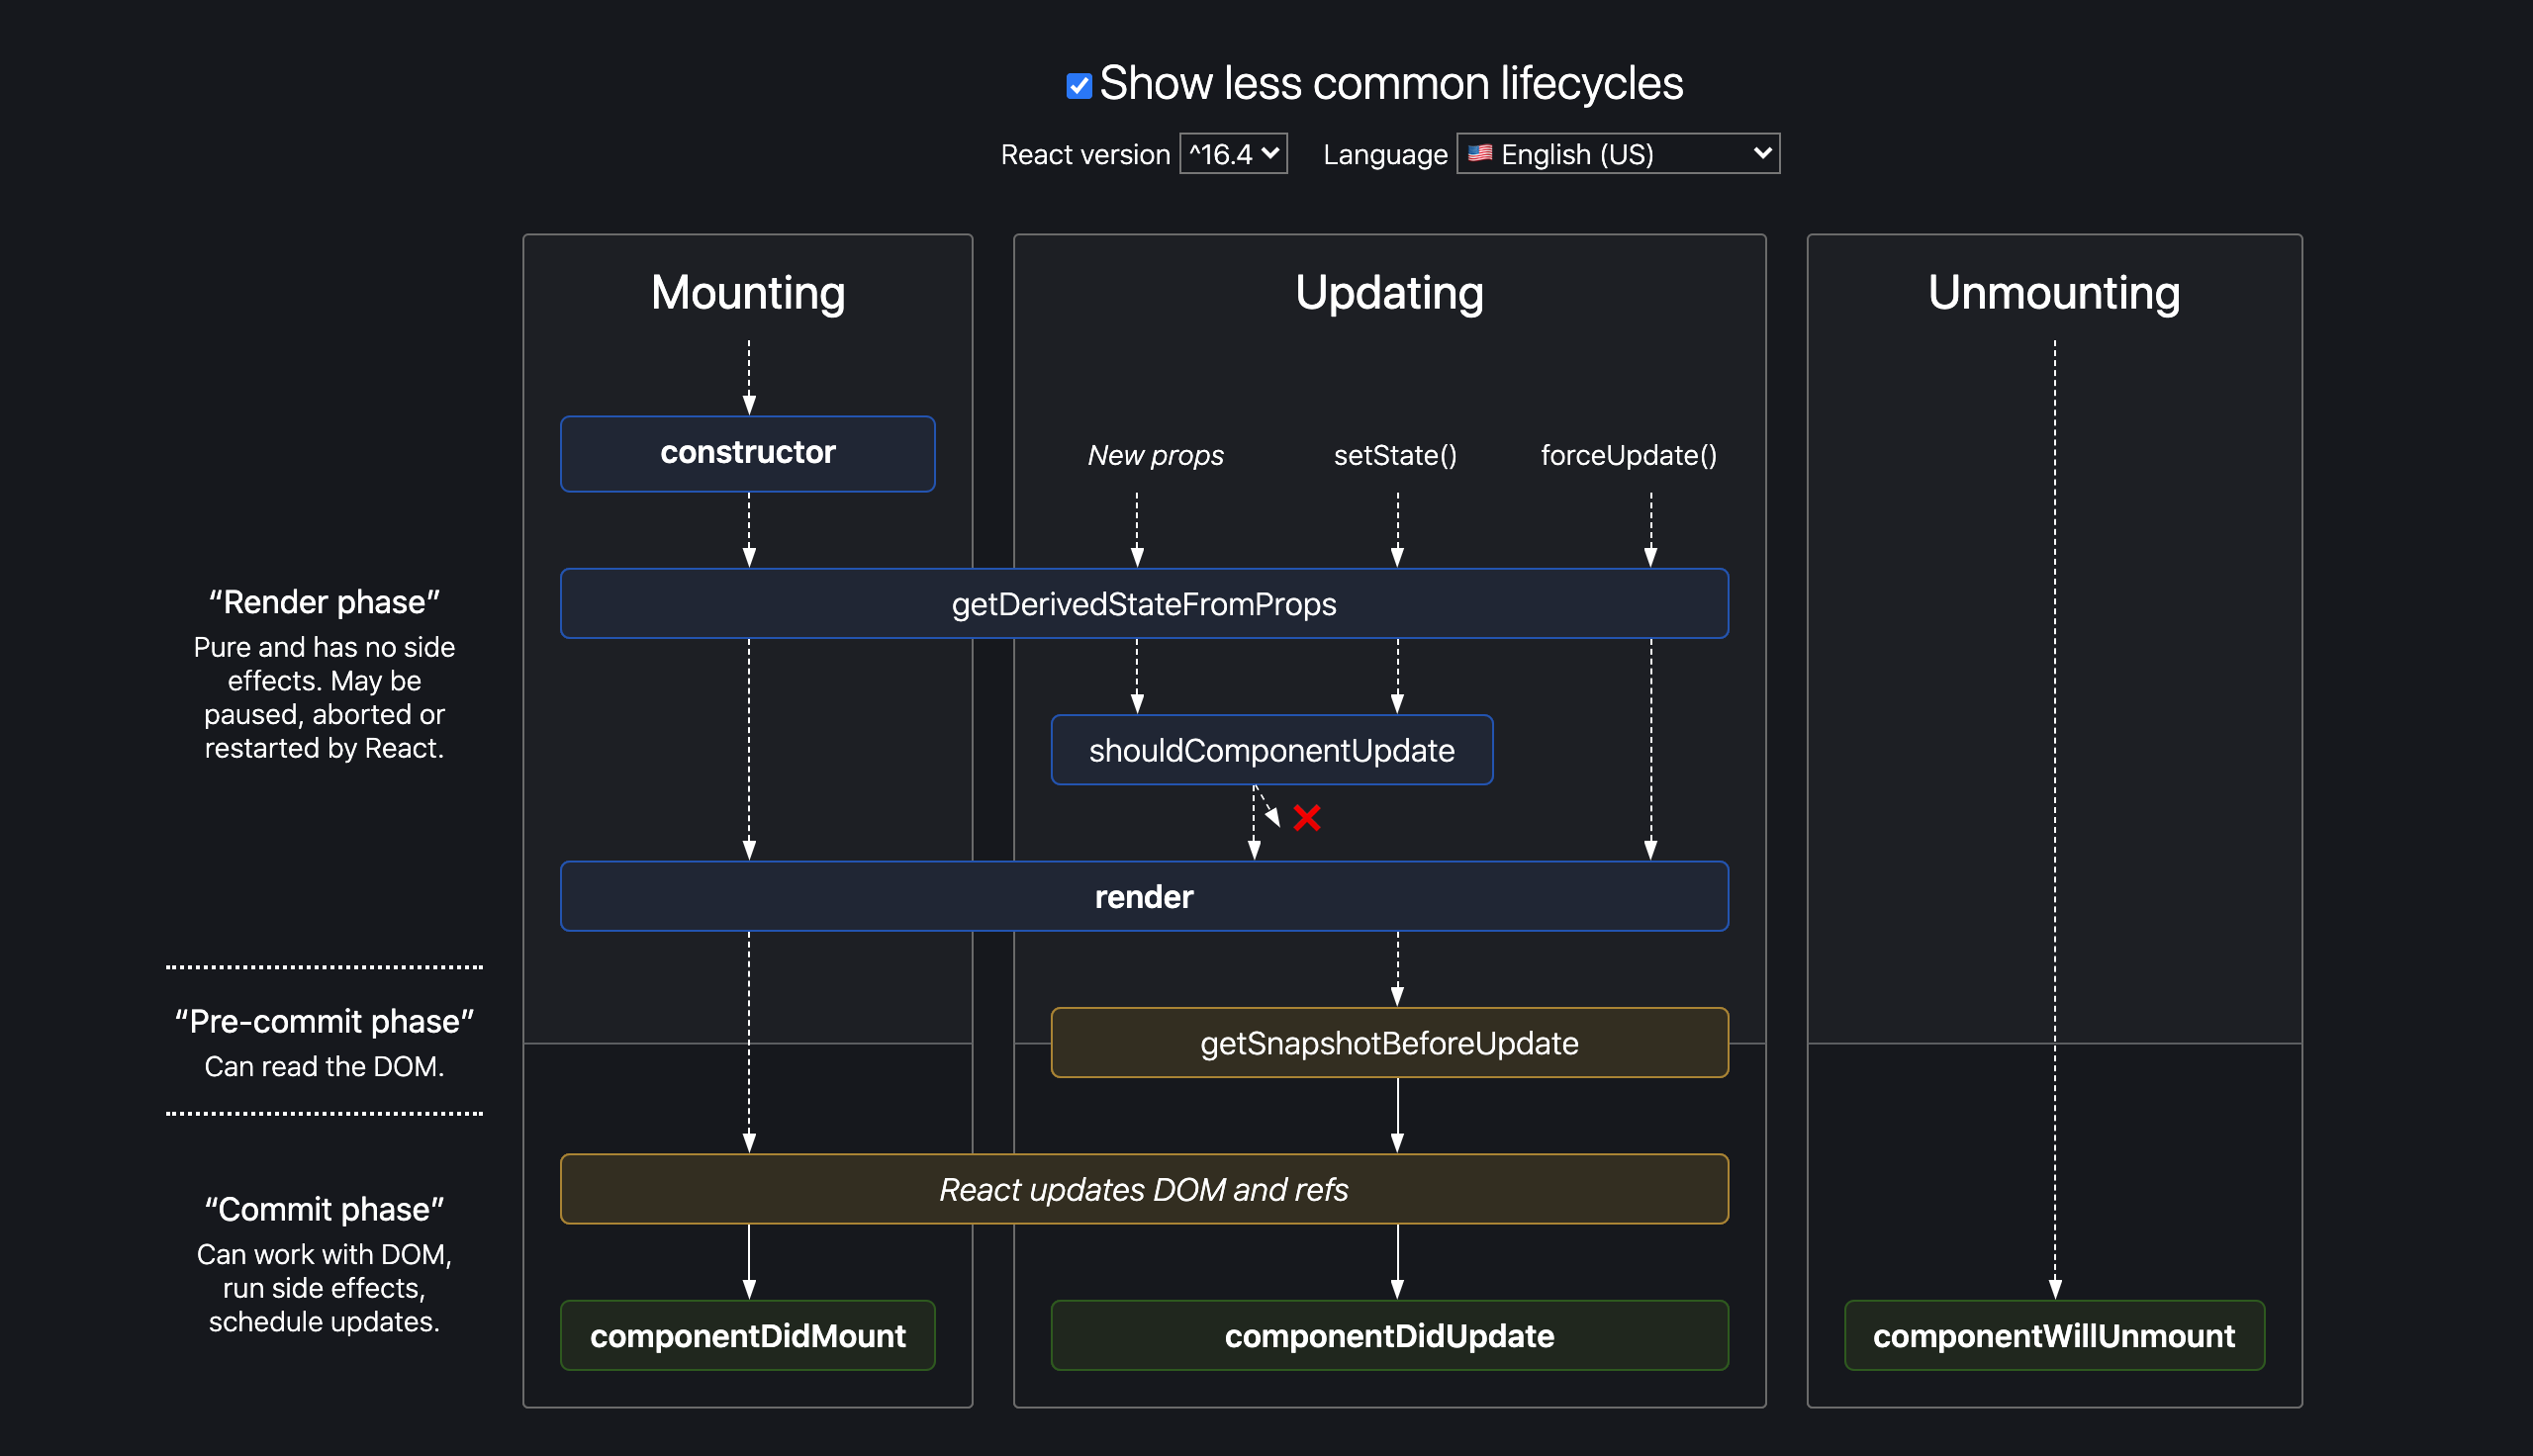 Show less common lifecycles
React version ^16.4 Language 🇺🇸 English (US)
Mounting
Updating
Unmounting
constructor
New props
setState()
forceUpdate()
“Render phase”
Pure and has no side
effects. May be
paused, aborted or
restarted by React.
getDerivedStateFromProps
shouldComponentUpdate
render
“Pre-commit phase”
Can read the DOM.
getSnapshotBeforeUpdate
React updates DOM and refs
“Commit phase”
Can work with DOM,
run side effects,
schedule updates.
componentDidMount
componentDidUpdate
componentWillUnmount